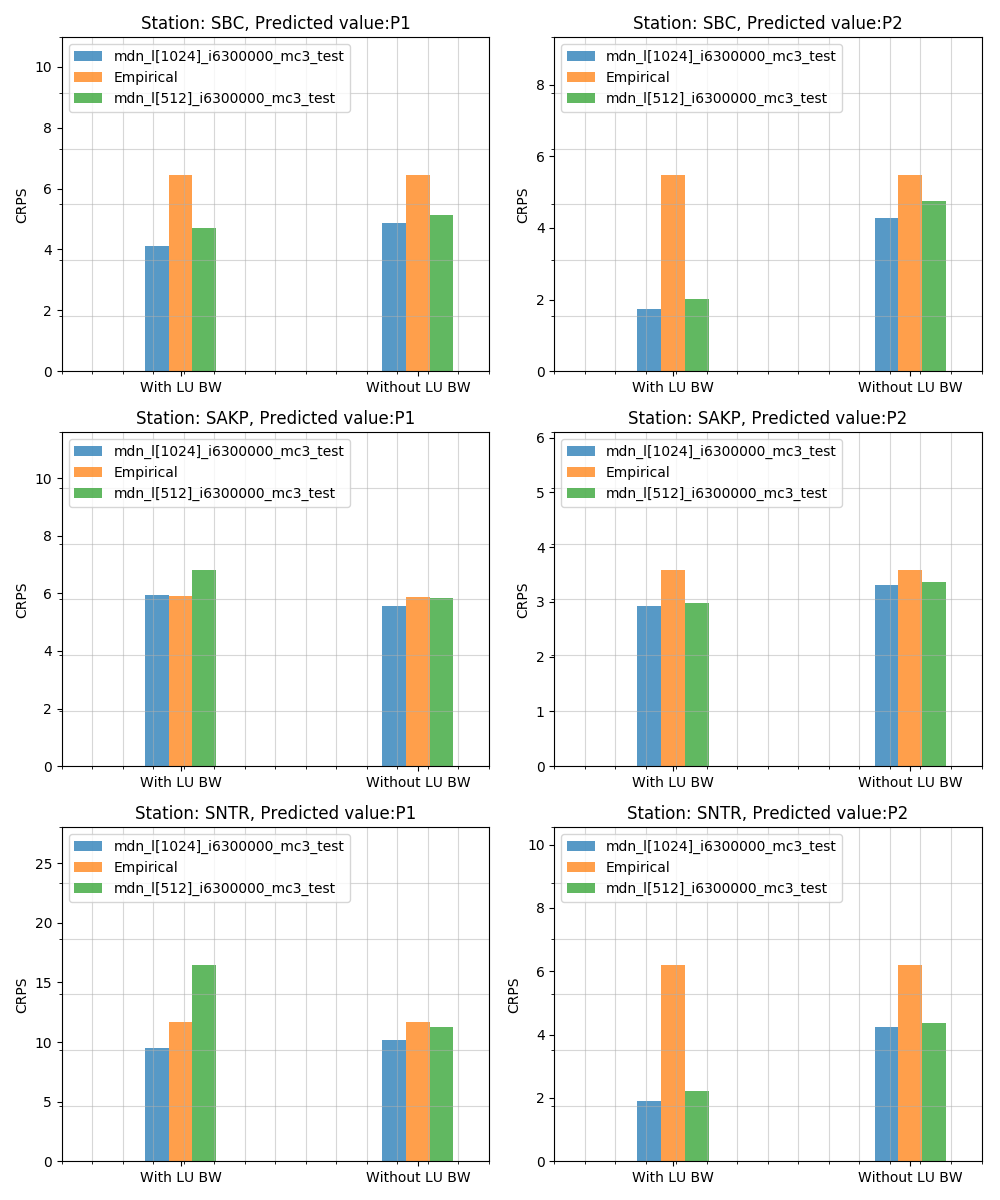 Station: SBC, Predicted value:P1
mdn_l[1024]_i6300000_mc3_test
Empirical
mdn_l[512]_i6300000_mc3_test
10
8
6
4
2
0
CRPS
With LU BW
Without LU BW
Station: SBC, Predicted value:P2
mdn_l[1024]_i6300000_mc3_test
Empirical
mdn_l[512]_i6300000_mc3_test
8
6
4
2
0
CRPS
With LU BW
Without LU BW
Station: SAKP, Predicted value:P1
mdn_l[1024]_i6300000_mc3_test
Empirical
mdn_l[512]_i6300000_mc3_test
10
8
6
4
2
0
CRPS
With LU BW
Without LU BW
Station: SAKP, Predicted value:P2
mdn_l[1024]_i6300000_mc3_test
Empirical
mdn_l[512]_i6300000_mc3_test
6
5
4
3
2
1
0
CRPS
With LU BW
Without LU BW
Station: SNTR, Predicted value:P1
mdn_l[1024]_i6300000_mc3_test
Empirical
mdn_l[512]_i6300000_mc3_test
25
20
15
10
5
0
CRPS
With LU BW
Without LU BW
Station: SNTR, Predicted value:P2
mdn_l[1024]_i6300000_mc3_test
Empirical
mdn_l[512]_i6300000_mc3_test
10
8
6
4
2
0
CRPS
With LU BW
Without LU BW